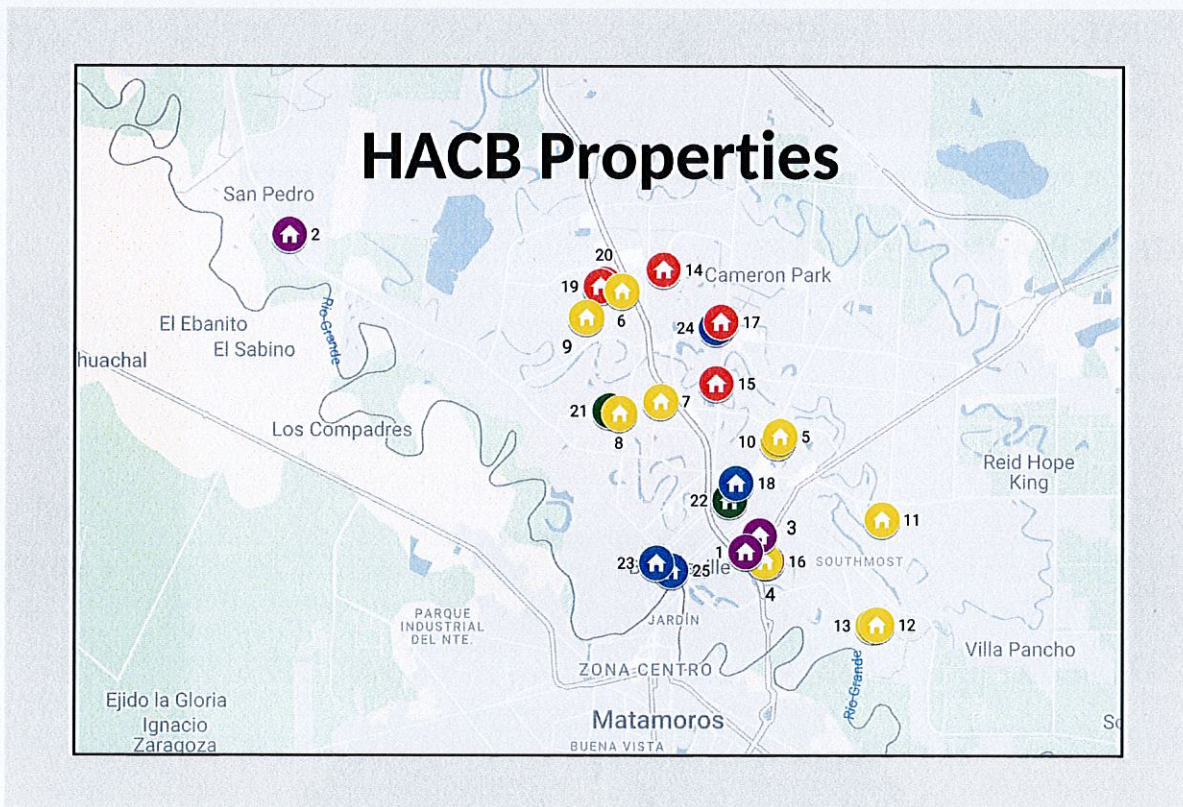 HACB Properties
San Pedro
2
20
14
Cameron Park
19
6
17
24
9
Rio Grande
El Ebanito
El Sabino
huachal
15
7
21
8
Los Compadres
10
5
18
22
Reid Hope
King
11
3
1
16
SOUTHMOST
23
25
4
PARQUE
INDUSTRIAL
DEL NTE.
JARDÍN
13
12
Villa Pancho
ZONA CENTRO
Rio Grande
Ejido la Gloria
Ignacio
Zaragoza
Matamoros
BUENA VISTA